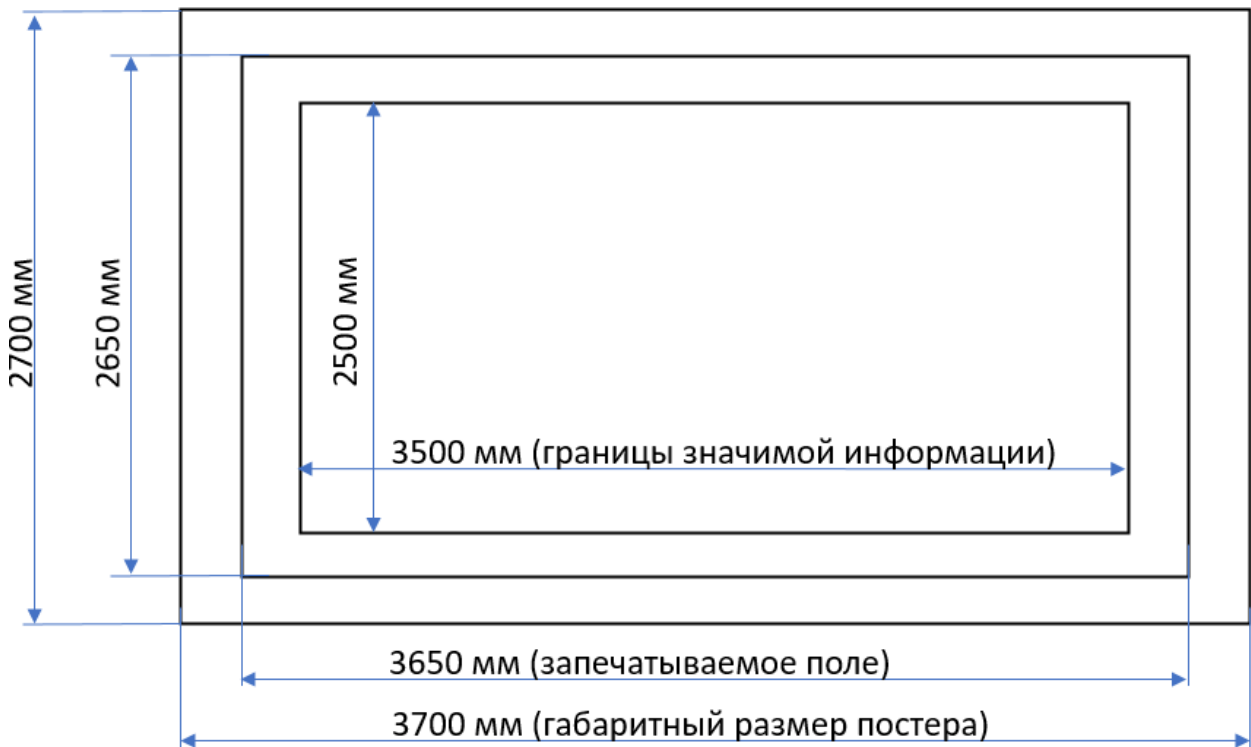 2700 мм
2650 мм
2500 мм
3500 мм (границы значимой информации)
3650 мм (запечатываемое поле)
3700 мм (габаритный размер постера)